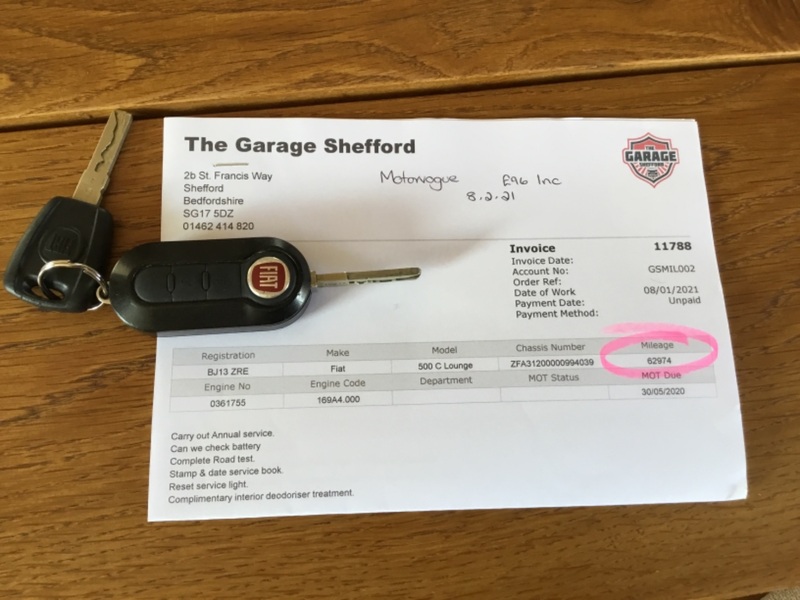 The Garage Shefford
2b St. Francis Way
Shefford
Bedfordshire
SG17 5DZ
01462 414 820
Motorvogue £96 Inc
8.2.21
THE
GARAGE
SHEFFORD
Invoice 11788
Invoice Date:
Account No: GSMIL002
Order Ref:
Date of Work 08/01/2021
Payment Date: Unpaid
Payment Method:
Registration Make Model Chassis Number Mileage
BJ13 ZRE Fiat 500 C Lounge ZFA31200000994039 62974
Engine No Engine Code Department MOT Status MOT Due
0361755 169A4.000 30/05/2020
Carry out Annual service.
Can we check battery
Complete Road test.
Stamp & date service book.
Reset service light.
Complimentary interior deodoriser treatment.
FIAT